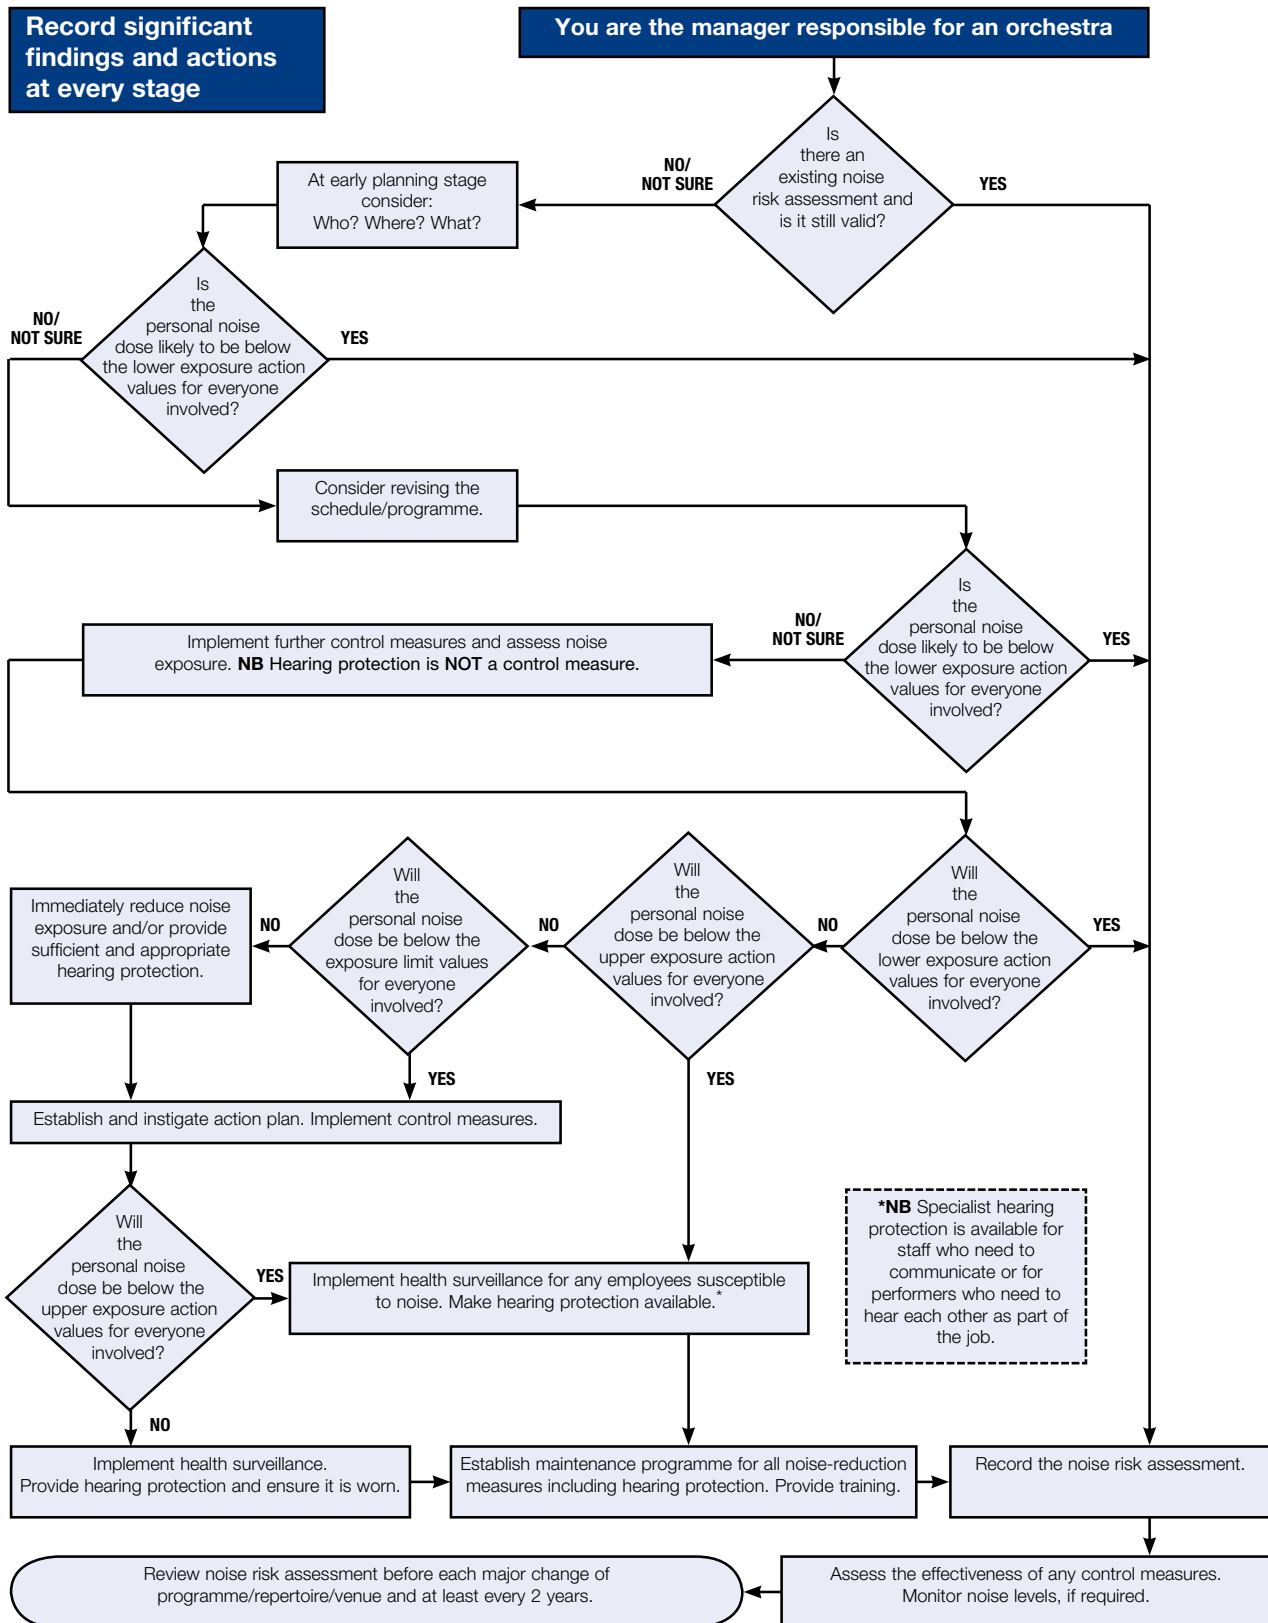 Record significant
findings and actions
at every stage
You are the manager responsible for an orchestra
Is
there an
existing noise
risk assessment and
is it still valid?
NO/
NOT SURE
YES
At early planning stage
consider:
Who? Where? What?
Is
the
personal noise
dose likely to be below
the lower exposure action
values for everyone
involved?
NO/
NOT SURE
YES
Consider revising the
schedule/programme.
Is
the
personal noise
dose likely to be below
the lower exposure action
values for everyone
involved?
NO/
NOT SURE
YES
Implement further control measures and assess noise
exposure. NB Hearing protection is NOT a control measure.
Will
the
personal noise
dose be below the
lower exposure action
values for everyone
involved?
YES
NO
Will
the
personal noise
dose be below the
upper exposure action
values for everyone
involved?
NO
YES
Will
the
personal noise
dose be below the
exposure limit values
for everyone
involved?
NO
YES
Immediately reduce noise
exposure and/or provide
sufficient and appropriate
hearing protection.
Establish and instigate action plan. Implement control measures.
Will
the
personal noise
dose be below the
upper exposure action
values for everyone
involved?
YES
NO
Implement health surveillance for any employees susceptible
to noise. Make hearing protection available.*
*NB Specialist hearing
protection is available for
staff who need to
communicate or for
performers who need to
hear each other as part of
the job.
Implement health surveillance.
Provide hearing protection and ensure it is worn.
Establish maintenance programme for all noise-reduction
measures including hearing protection. Provide training.
Record the noise risk assessment.
Assess the effectiveness of any control measures.
Monitor noise levels, if required.
Review noise risk assessment before each major change of
programme/repertoire/venue and at least every 2 years.